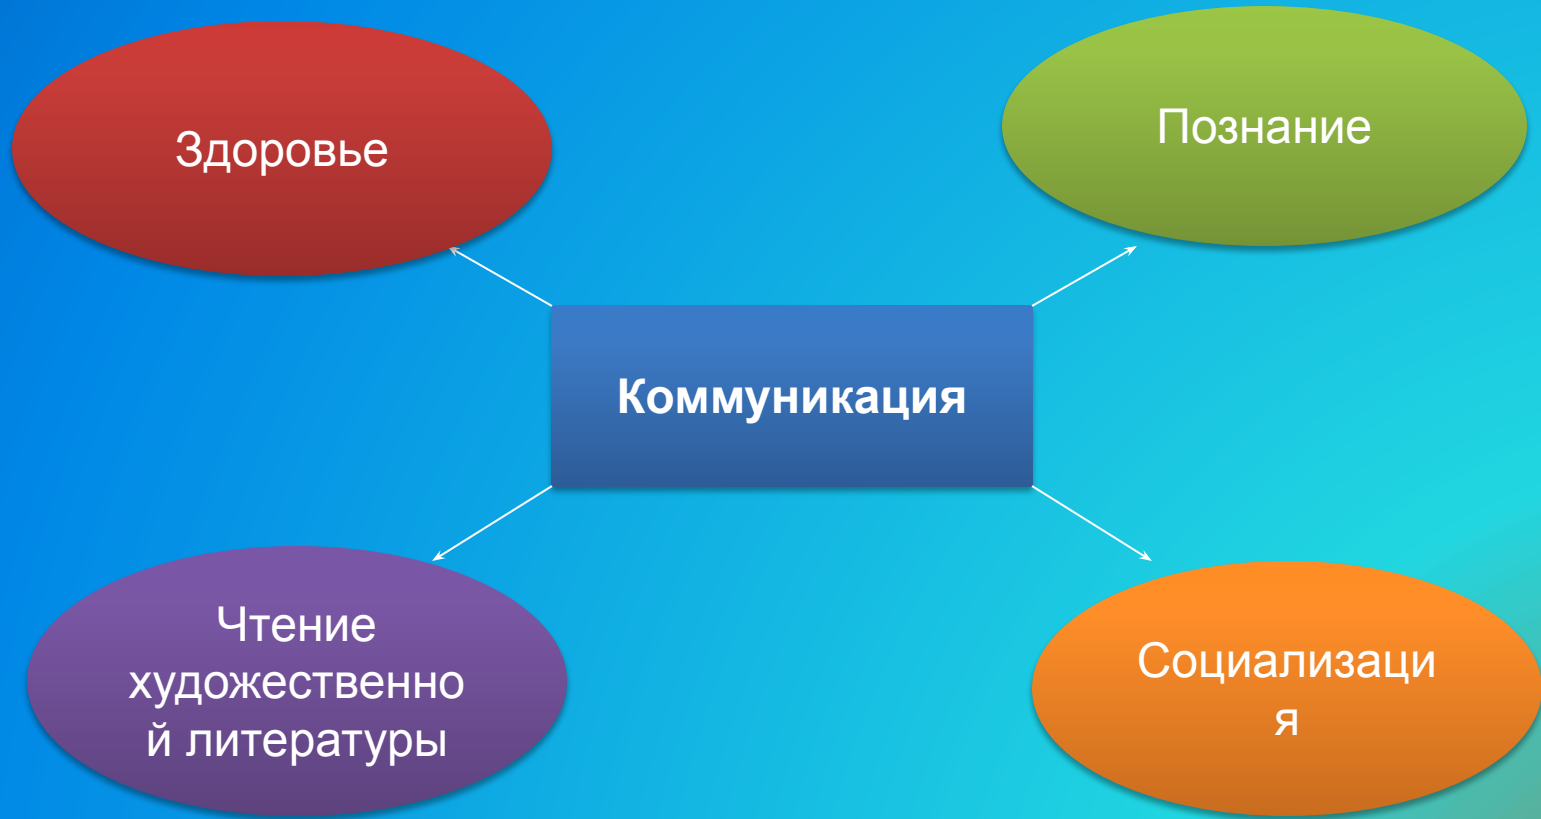 Здоровье
Познание
Коммуникация
Чтение
художественно
й литературы
Социализаци
я